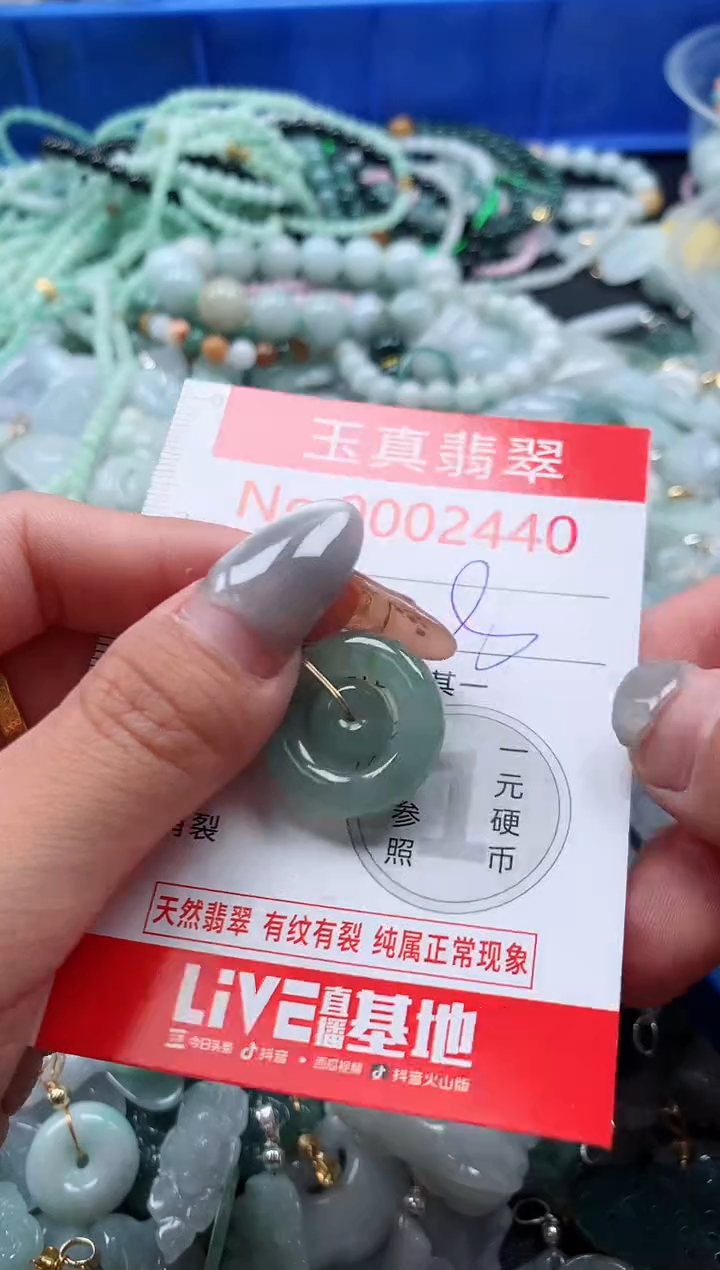 玉真翡翠
0002440
其一
一元硬币
参照
有裂
天然翡翠 有纹有裂 纯属正常现象
LIVE直播基地
今日头条 抖音 • 西瓜视频 抖音火山版